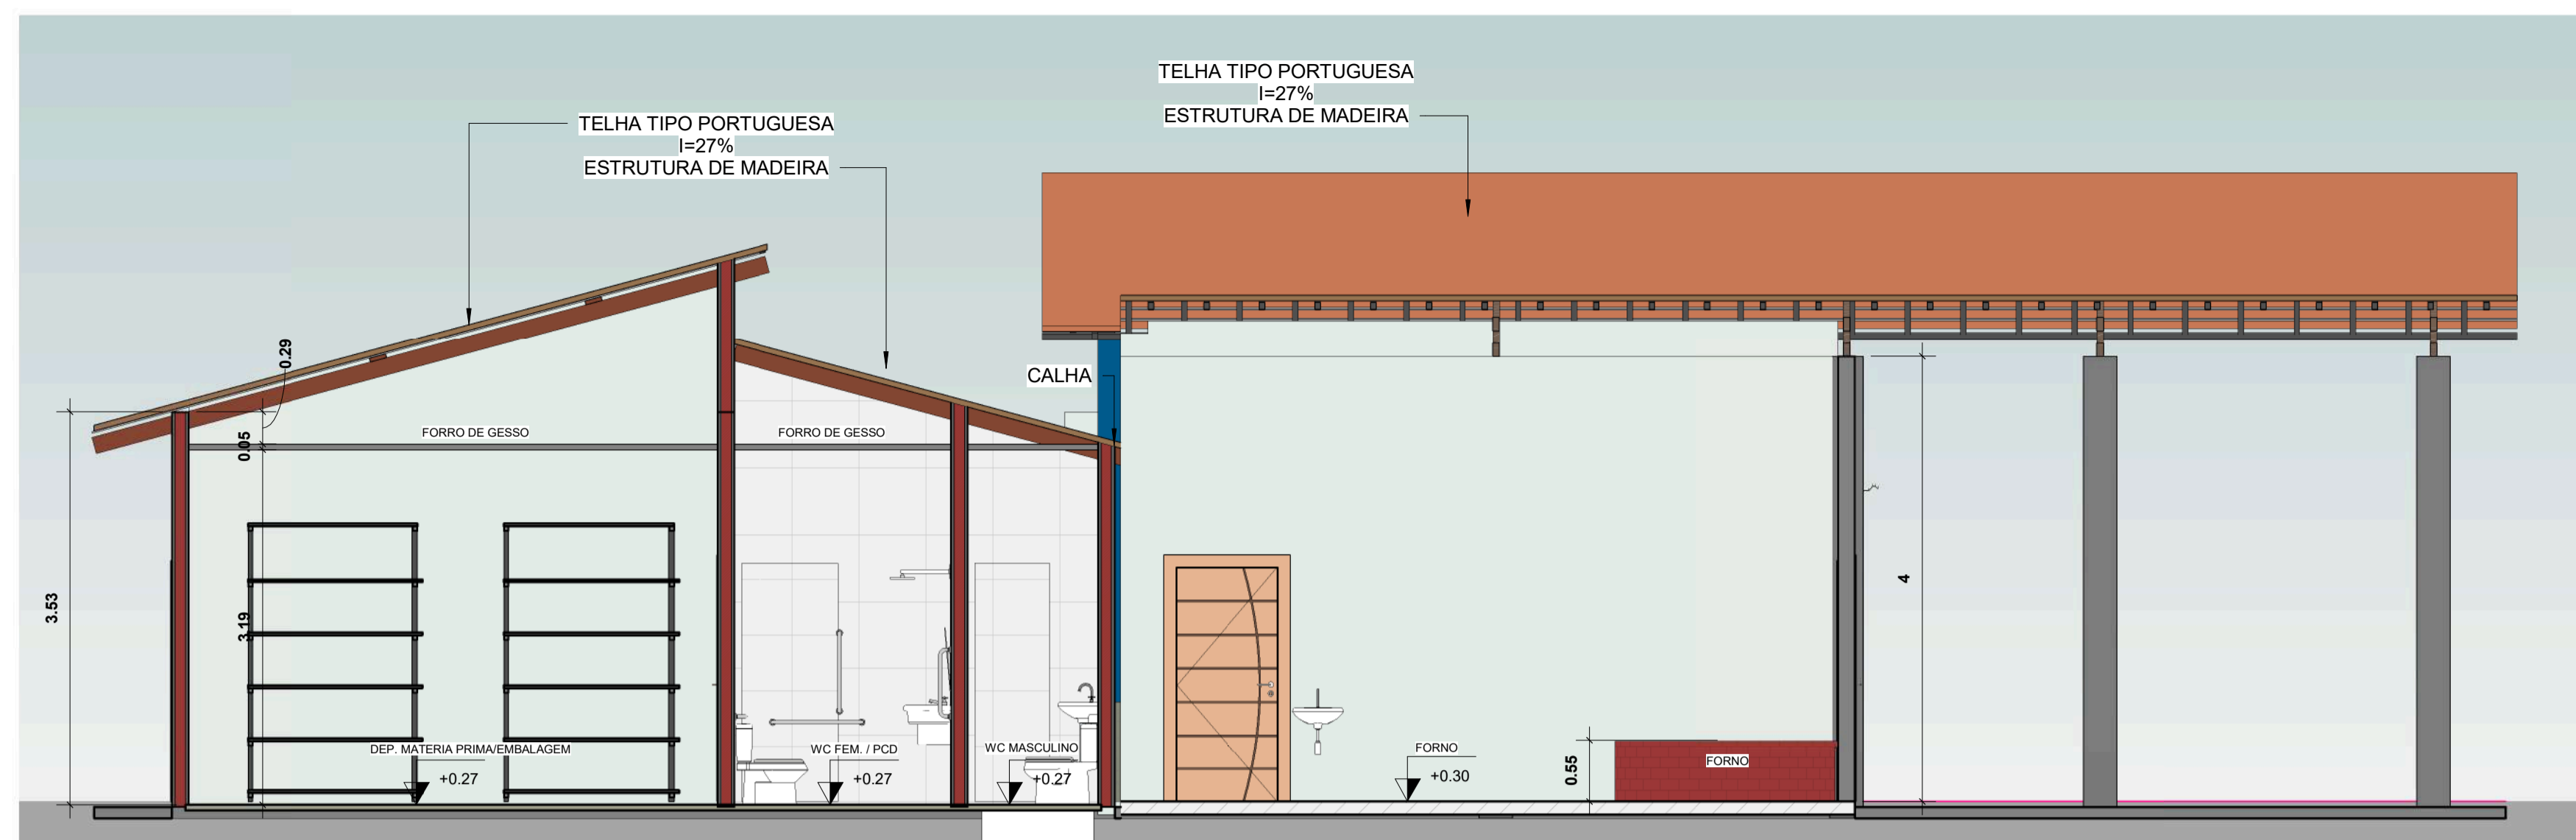 TELHA TIPO PORTUGUESA
I=27%
ESTRUTURA DE MADEIRA
TELHA TIPO PORTUGUESA
I=27%
ESTRUTURA DE MADEIRA
CALHA
0.29
FORRO DE GESSO
FORRO DE GESSO
0.05
3.53
3.19
4
DEP. MATERIA PRIMA/EMBALAGEM
+0.27
WC FEM. / PCD
+0.27
WC MASCULINO
+0.27
FORNO
+0.30
0.55
FORNO